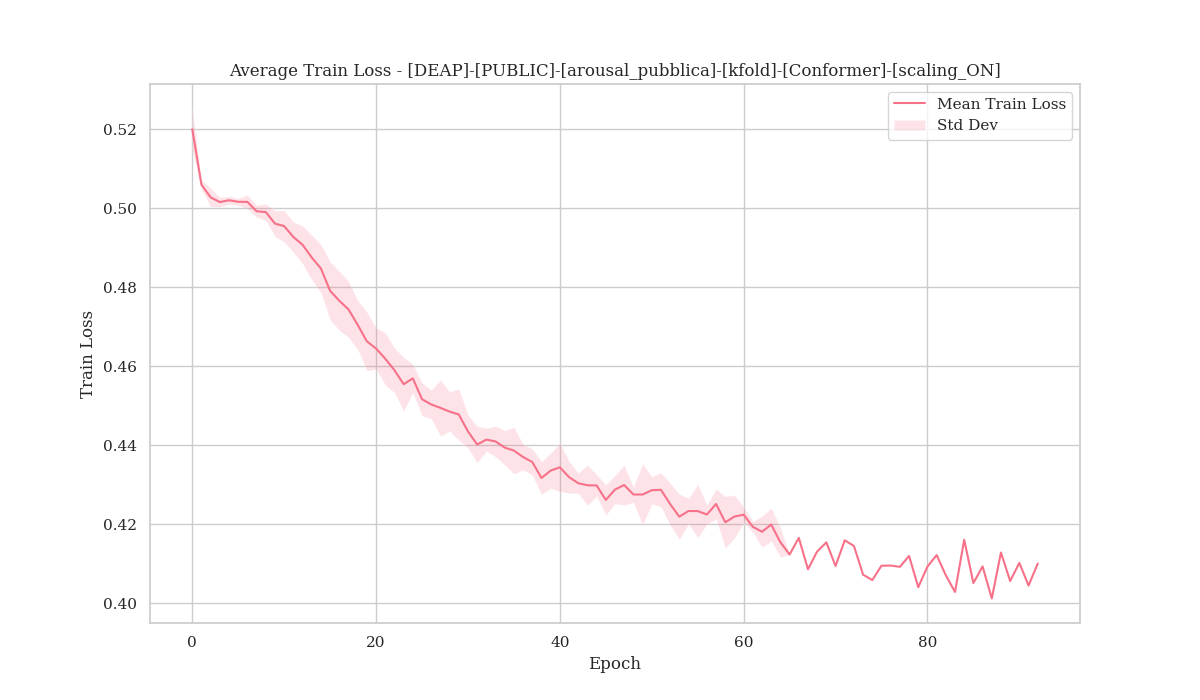 Average Train Loss - [DEAP]-[PUBLIC]-[arousal_pubblica]-[kfold]-[Conformer]-[scaling_ON]
Mean Train Loss
Std Dev
0.52
0.50
0.48
0.46
0.44
0.42
0.40
Train Loss
0
20
40
60
80
Epoch